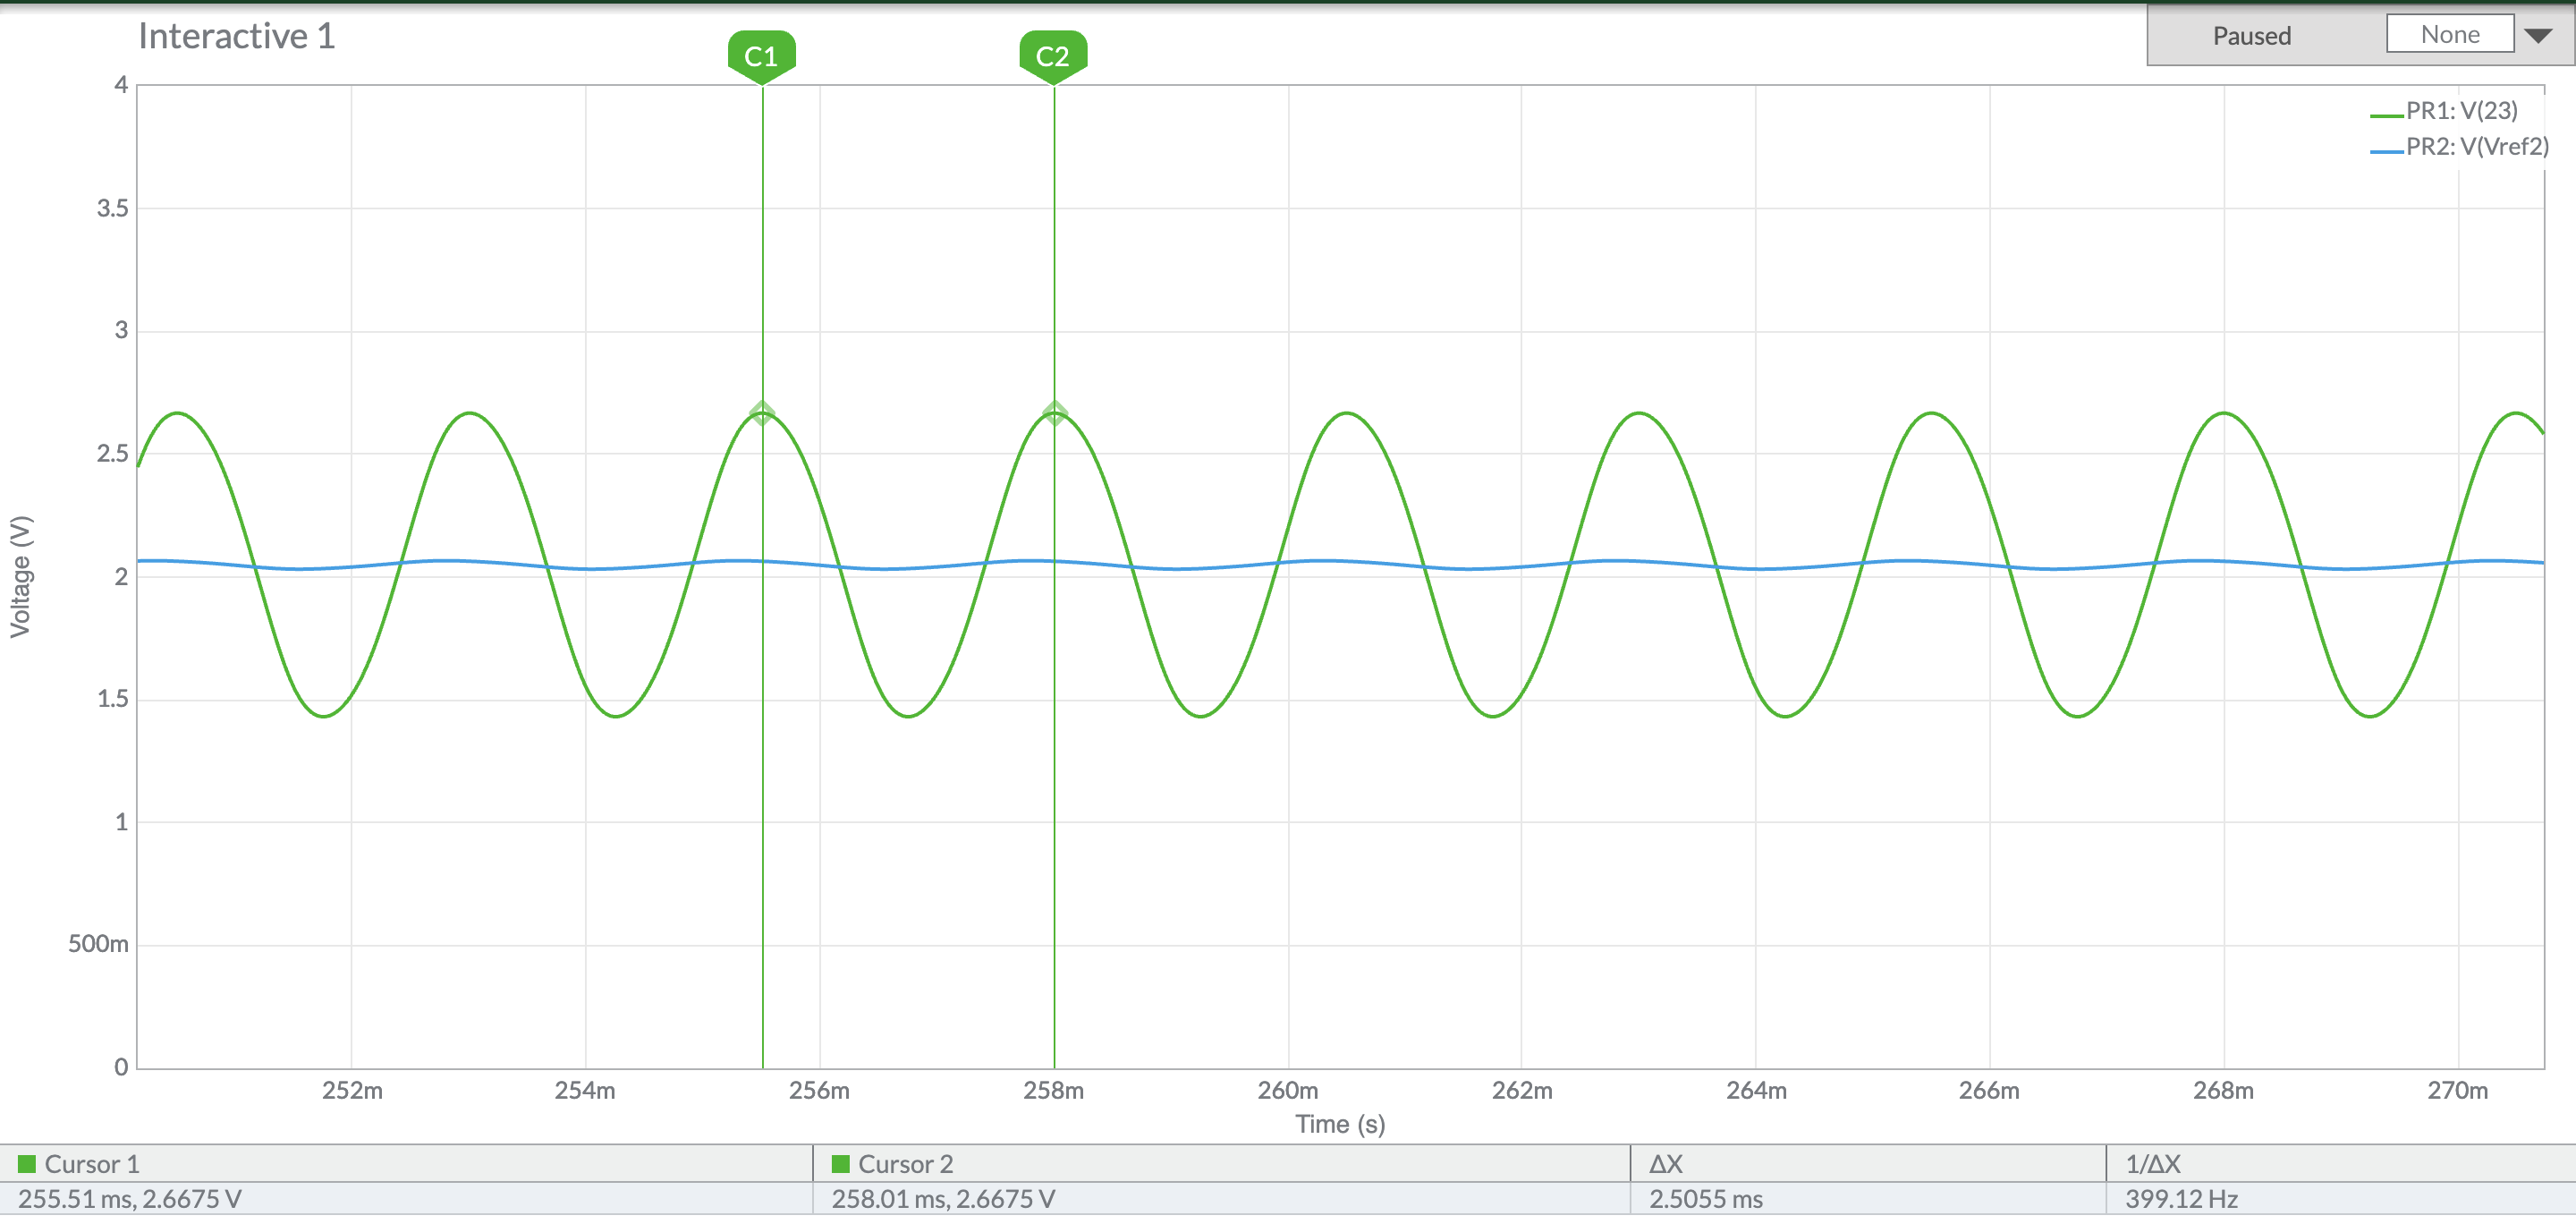 Interactive 1
C1
C2
Paused
None
PR1: V(23)
PR2: V(Vref2)
4
3.5
3
2.5
2
1.5
1
500m
0
Voltage (V)
252m
254m
256m
258m
260m
262m
264m
266m
268m
270m
Time (s)
Cursor 1
Cursor 2
ΔX
1/ΔX
255.51 ms, 2.6675 V
258.01 ms, 2.6675 V
2.5055 ms
399.12 Hz